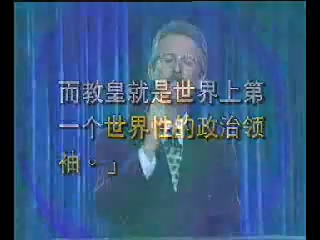 而教皇就是世界上第
一个世界性的政治领
袖。」